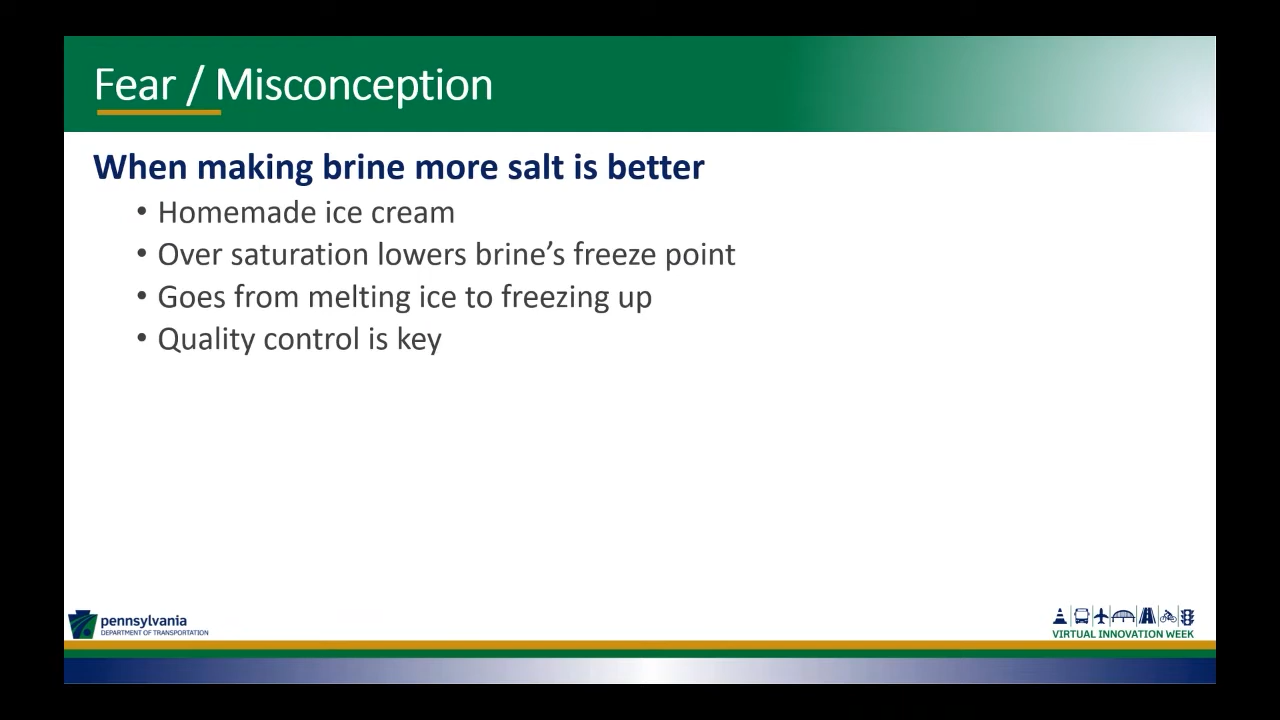 Fear / Misconception
When making brine more salt is better
• Homemade ice cream
• Over saturation lowers brine’s freeze point
• Goes from melting ice to freezing up
• Quality control is key
pennsylvania
DEPARTMENT OF TRANSPORTATION
VIRTUAL INNOVATION WEEK